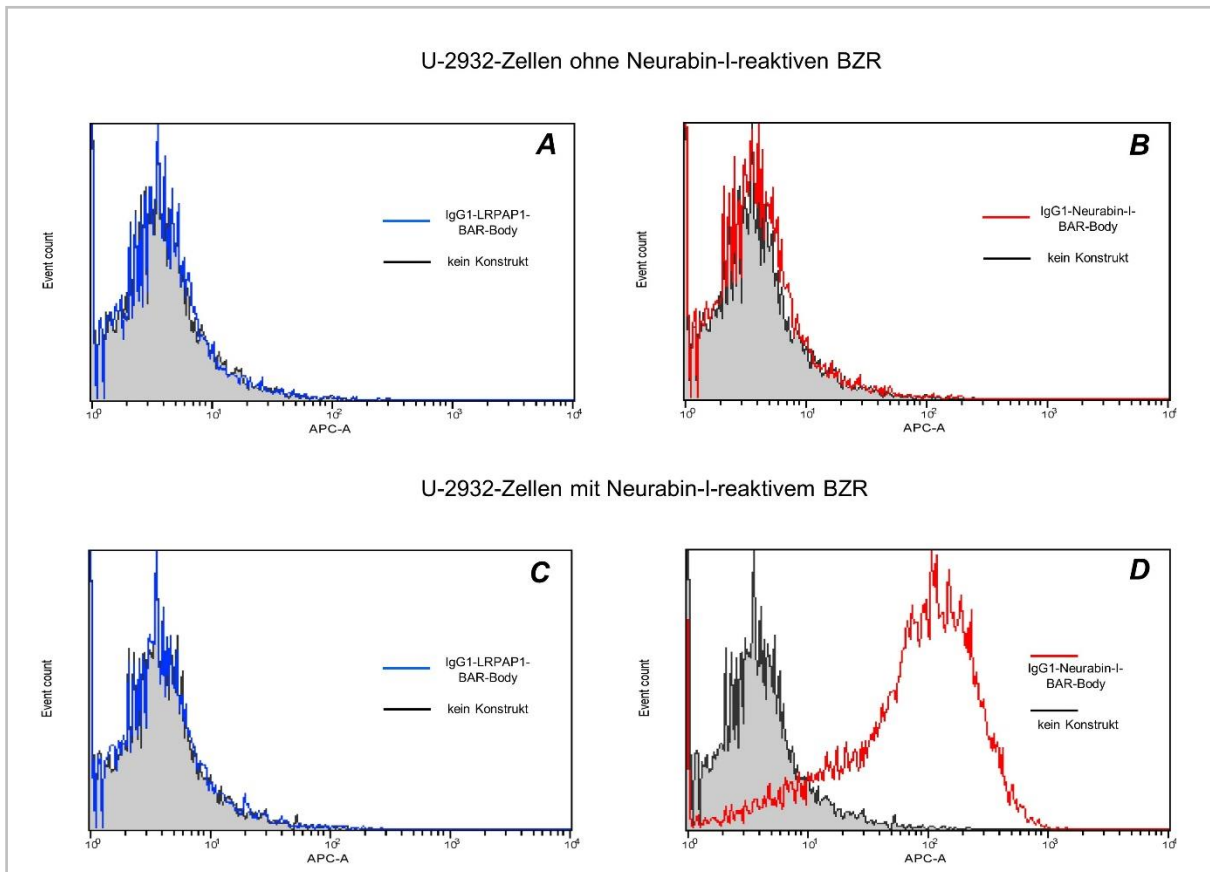 U-2932-Zellen ohne Neurabin-I-reaktiven BZR
A
Event count
IgG1-LRPAP1-
BAR-Body
kein Konstrukt
10⁰ 10¹ 10² 10³ 10⁴
APC-A
B
Event count
IgG1-Neurabin-I-
BAR-Body
kein Konstrukt
10⁰ 10¹ 10² 10³ 10⁴
APC-A
U-2932-Zellen mit Neurabin-I-reaktivem BZR
C
Event count
IgG1-LRPAP1-
BAR-Body
kein Konstrukt
10⁰ 10¹ 10² 10³ 10⁴
APC-A
D
Event count
IgG1-Neurabin-I-
BAR-Body
kein Konstrukt
10⁰ 10¹ 10² 10³ 10⁴
APC-A